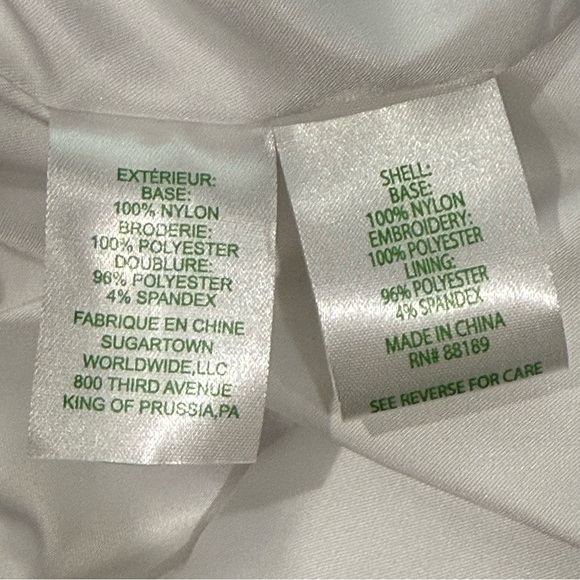 EXTÉRIEUR:
BASE:
100% NYLON
BRODERIE:
100% POLYESTER
DOUBLURE:
96% POLYESTER
4% SPANDEX
FABRIQUE EN CHINE
SUGARTOWN
WORLDWIDE,LLC
800 THIRD AVENUE
KING OF PRUSSIA,PA
SHELL:
BASE:
100% NYLON
EMBROIDERY:
100% POLYESTER
LINING:
96% POLYESTER
4% SPANDEX
MADE IN CHINA
RN# 88189
SEE REVERSE FOR CARE